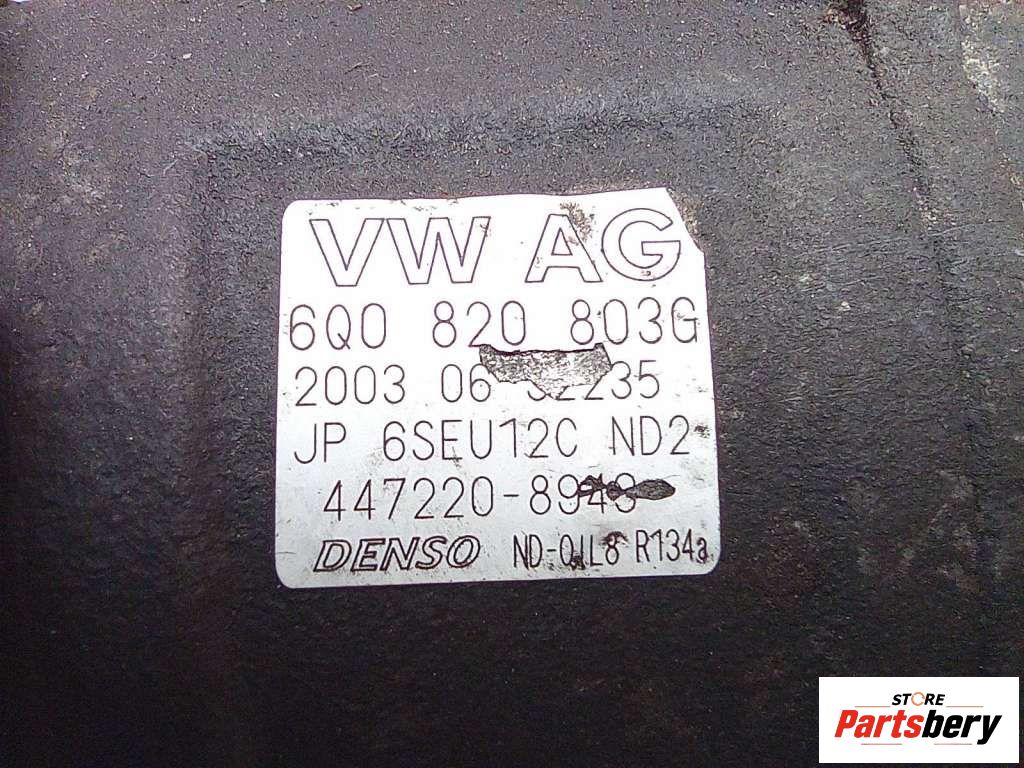 VW AG
6Q0 820 803G
2003 06
JP 6SEU12C ND2
DENSO ND-OIL8 R134a
STORE
Partsbery